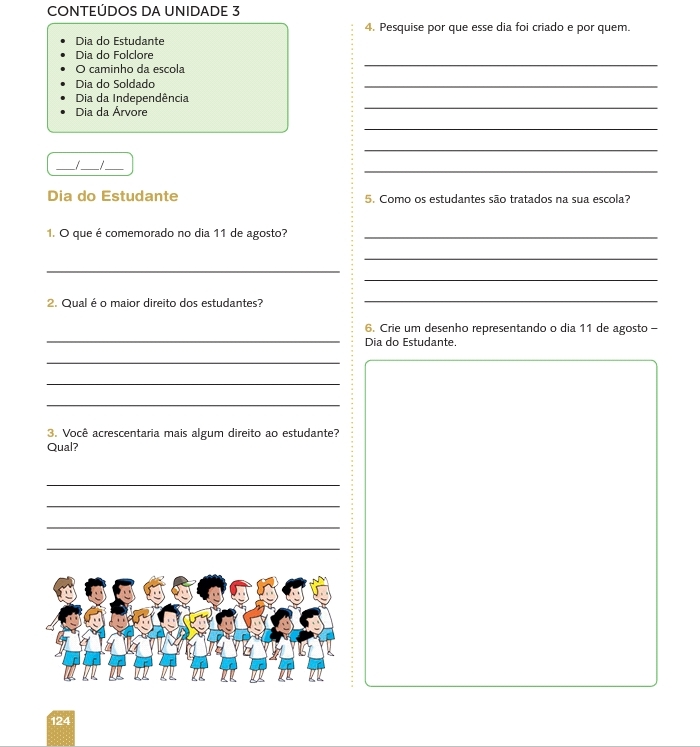 CONTEÚDOS DA UNIDADE 3
• Dia do Estudante
• Dia do Folclore
• O caminho da escola
• Dia do Soldado
• Dia da Independência
• Dia da Árvore
___/___/___
Dia do Estudante
1. O que é comemorado no dia 11 de agosto?
2. Qual é o maior direito dos estudantes?
3. Você acrescentaria mais algum direito ao estudante?
Qual?
124
4. Pesquise por que esse dia foi criado e por quem.
5. Como os estudantes são tratados na sua escola?
6. Crie um desenho representando o dia 11 de agosto –
Dia do Estudante.